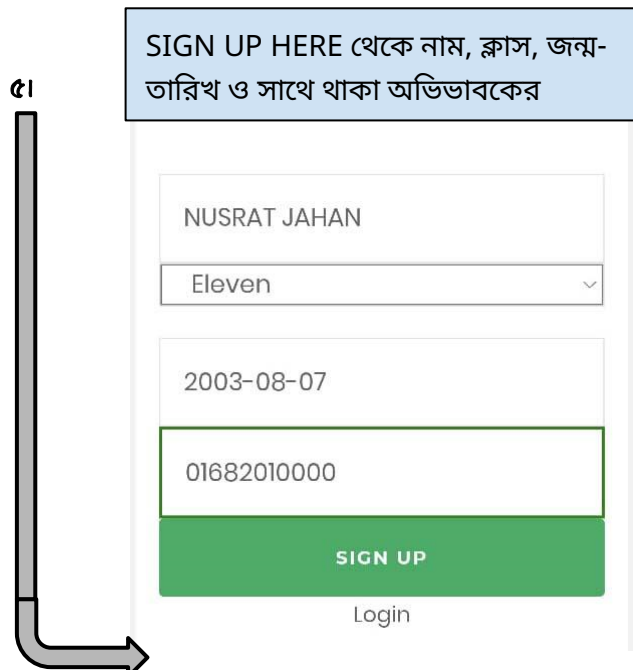 SIGN UP HERE থেকে নাম, ক্লাস, জন্ম-
তারিখ ও সাথে থাকা অভিভাবকের
৫।
NUSRAT JAHAN
Eleven
2003-08-07
01682010000
SIGN UP
Login